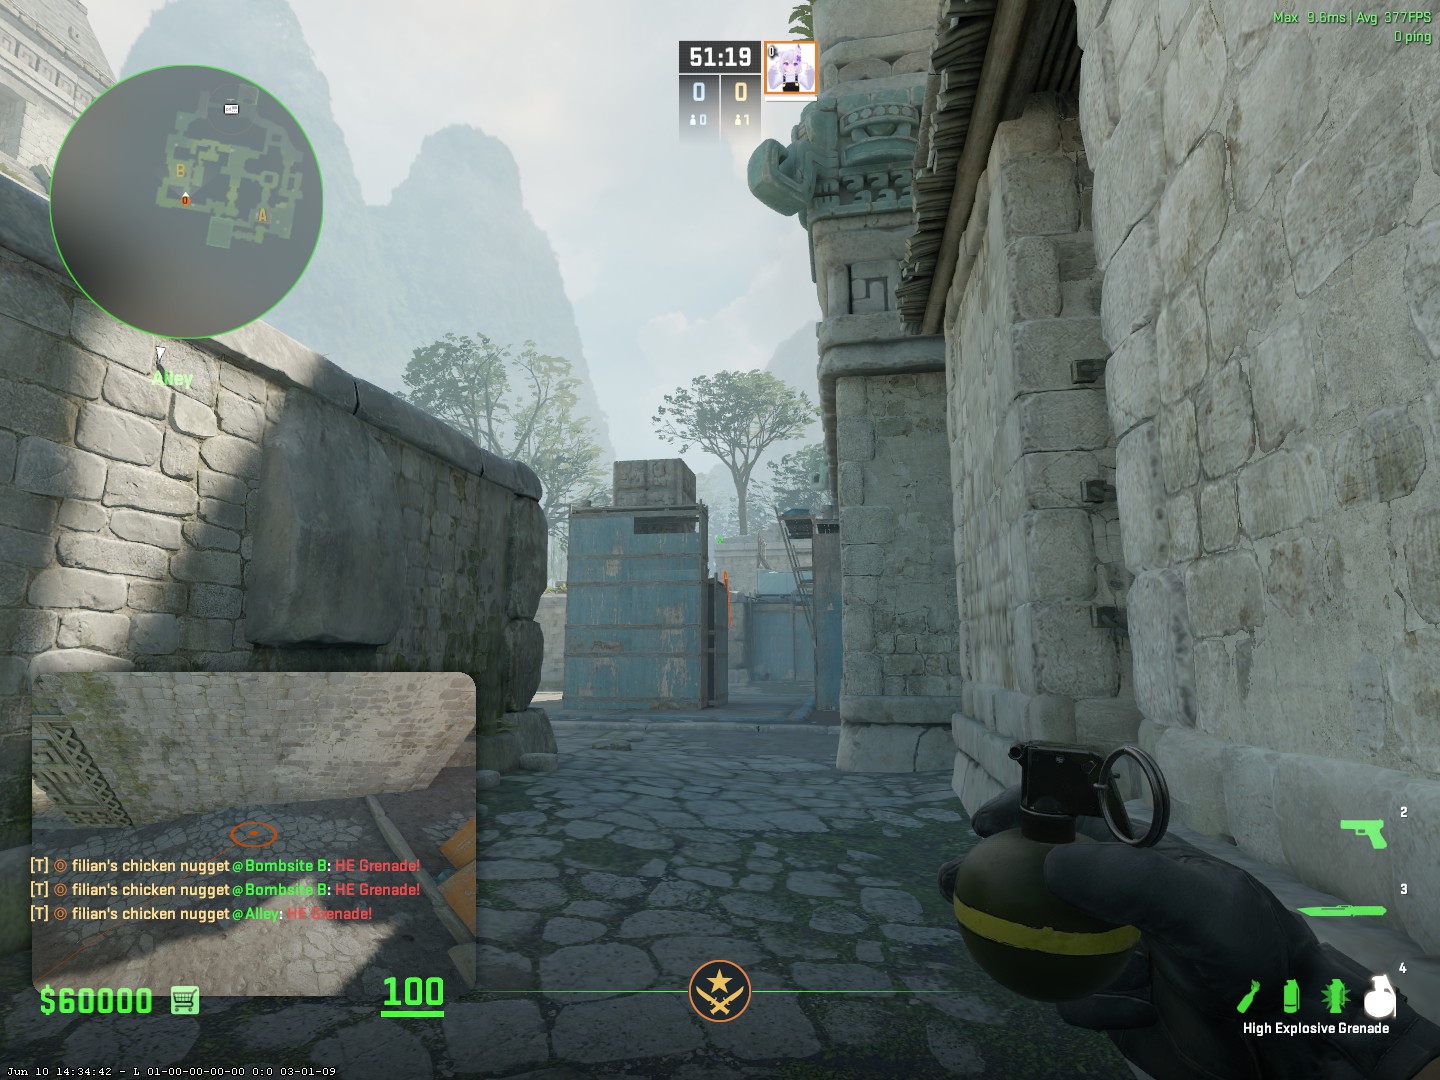 Max 9.6ms | Avg 377FPS
0 ping
51:19
0
0 0
0 1
B
A
0
Alley
[T] filian's chicken nugget @Bombsite B: HE Grenade!
[T] filian's chicken nugget @Bombsite B: HE Grenade!
[T] filian's chicken nugget @Alley: HE Grenade!
$60000
100
2
3
4
High Explosive Grenade
Jun 10 14:34:42 - L 01-00-00-00-00 0:0 03-01-09